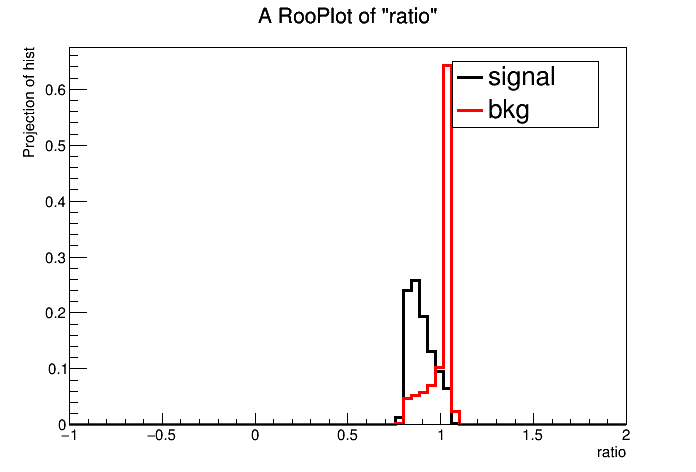 A RooPlot of "ratio"
Projection of hist
signal
bkg
0.6
0.5
0.4
0.3
0.2
0.1
0
−1 −0.5 0 0.5 1 1.5 2
ratio